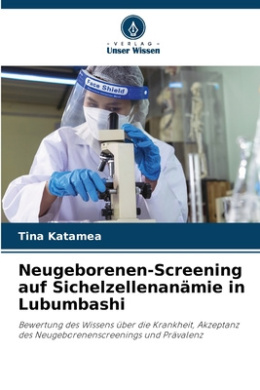 VERLAG
Unser Wissen
Face Shield
Tina Katamea
Neugeborenen-Screening
auf Sichelzellenanämie in
Lubumbashi
Bewertung des Wissens über die Krankheit, Akzeptanz
des Neugeborenenscreenings und Prävalenz